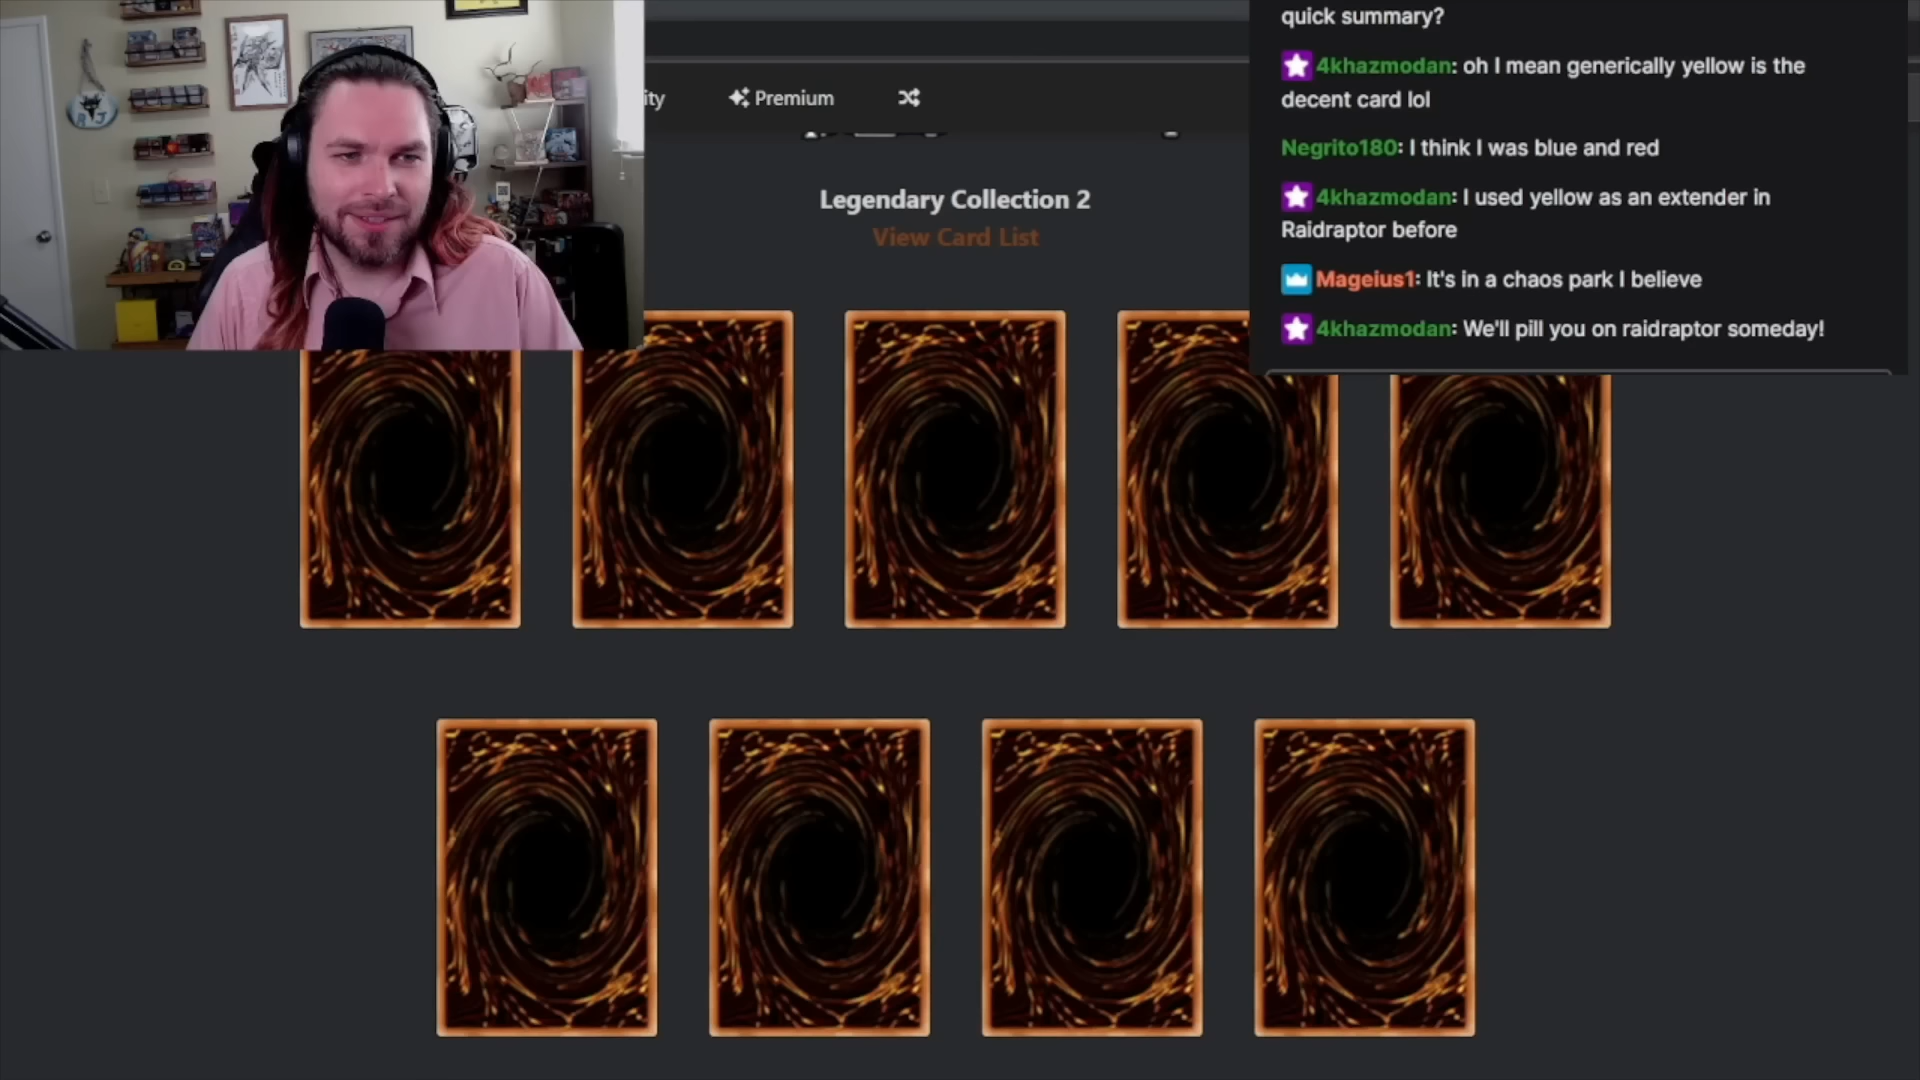 quick summary?
4khazmodan: oh I mean generically yellow is the
decent card lol
ity
Premium
Negrito180: I think I was blue and red
4khazmodan: I used yellow as an extender in
Raidraptor before
Legendary Collection 2
View Card List
Mageius1: It's in a chaos park I believe
4khazmodan: We'll pill you on raidraptor someday!